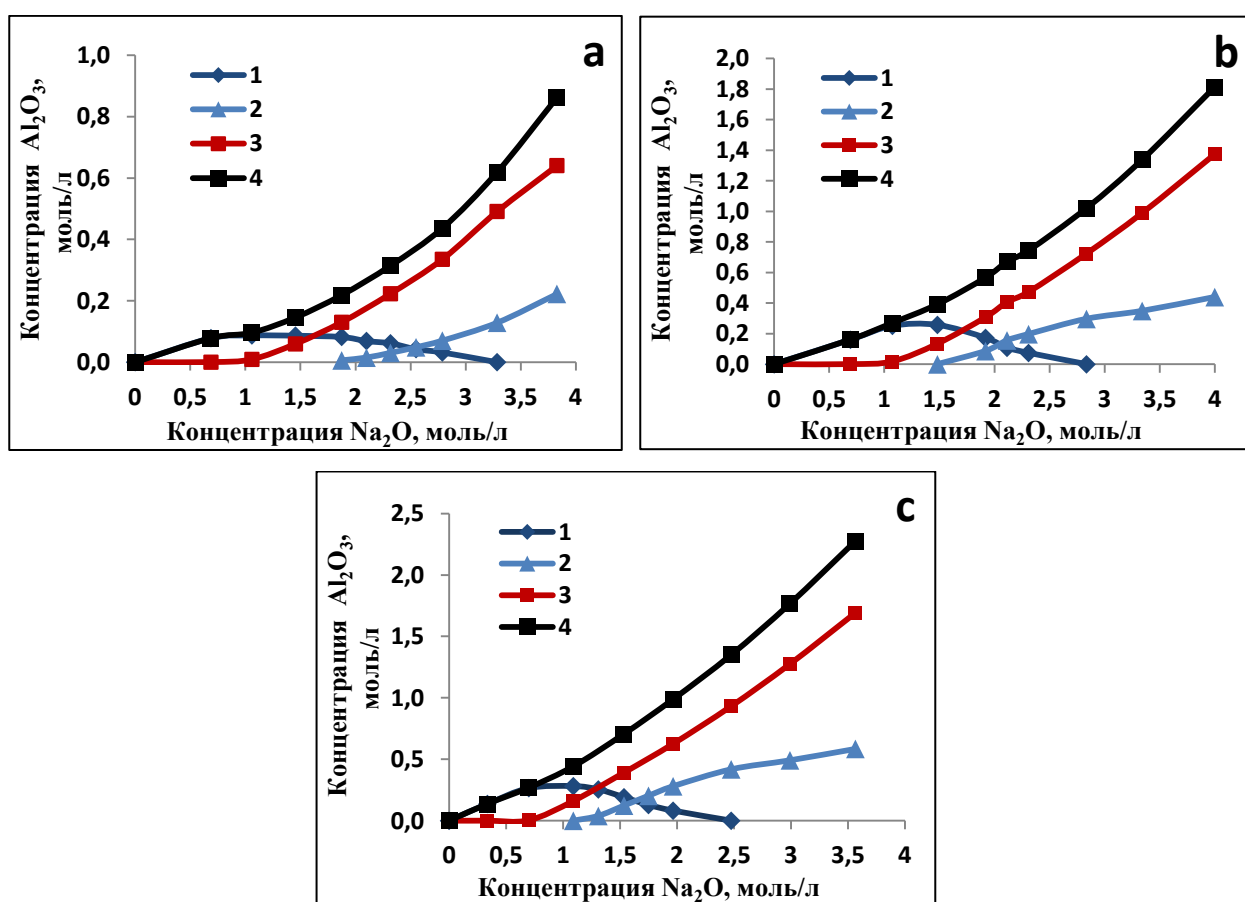 a
Концентрация Al₂O₃,
моль/л
1,0
0,8
0,6
0,4
0,2
0,0
1
2
3
4
0 0,5 1 1,5 2 2,5 3 3,5 4
Концентрация Na₂O, моль/л
b
Концентрация Al₂O₃,
моль/л
2,0
1,8
1,6
1,4
1,2
1,0
0,8
0,6
0,4
0,2
0,0
1
2
3
4
0 0,5 1 1,5 2 2,5 3 3,5 4
Концентрация Na₂O, моль/л
c
Концентрация Al₂O₃,
моль/л
2,5
2,0
1,5
1,0
0,5
0,0
1
2
3
4
0 0,5 1 1,5 2 2,5 3 3,5 4
Концентрация Na₂O, моль/л